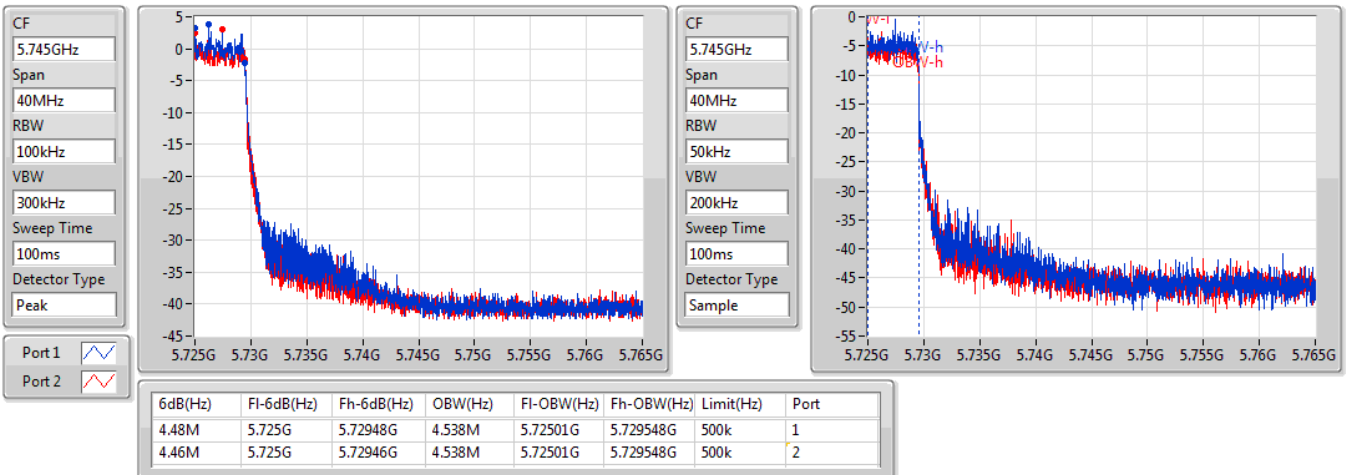 CF
5.745GHz
Span
40MHz
RBW
100kHz
VBW
300kHz
Sweep Time
100ms
Detector Type
Peak
Port 1
Port 2
5
0
-5
-10
-15
-20
-25
-30
-35
-40
-45
5.725G 5.73G 5.735G 5.74G 5.745G 5.75G 5.755G 5.76G 5.765G
CF
5.745GHz
Span
40MHz
RBW
50kHz
VBW
200kHz
Sweep Time
100ms
Detector Type
Sample
0
-5
-10
-15
-20
-25
-30
-35
-40
-45
-50
-55
W-h
OBW-h
5.725G 5.73G 5.735G 5.74G 5.745G 5.75G 5.755G 5.76G 5.765G
6dB(Hz) Fl-6dB(Hz) Fh-6dB(Hz) OBW(Hz) Fl-OBW(Hz) Fh-OBW(Hz) Limit(Hz) Port
4.48M 5.725G 5.72948G 4.538M 5.72501G 5.729548G 500k 1
4.46M 5.725G 5.72946G 4.538M 5.72501G 5.729548G 500k 2